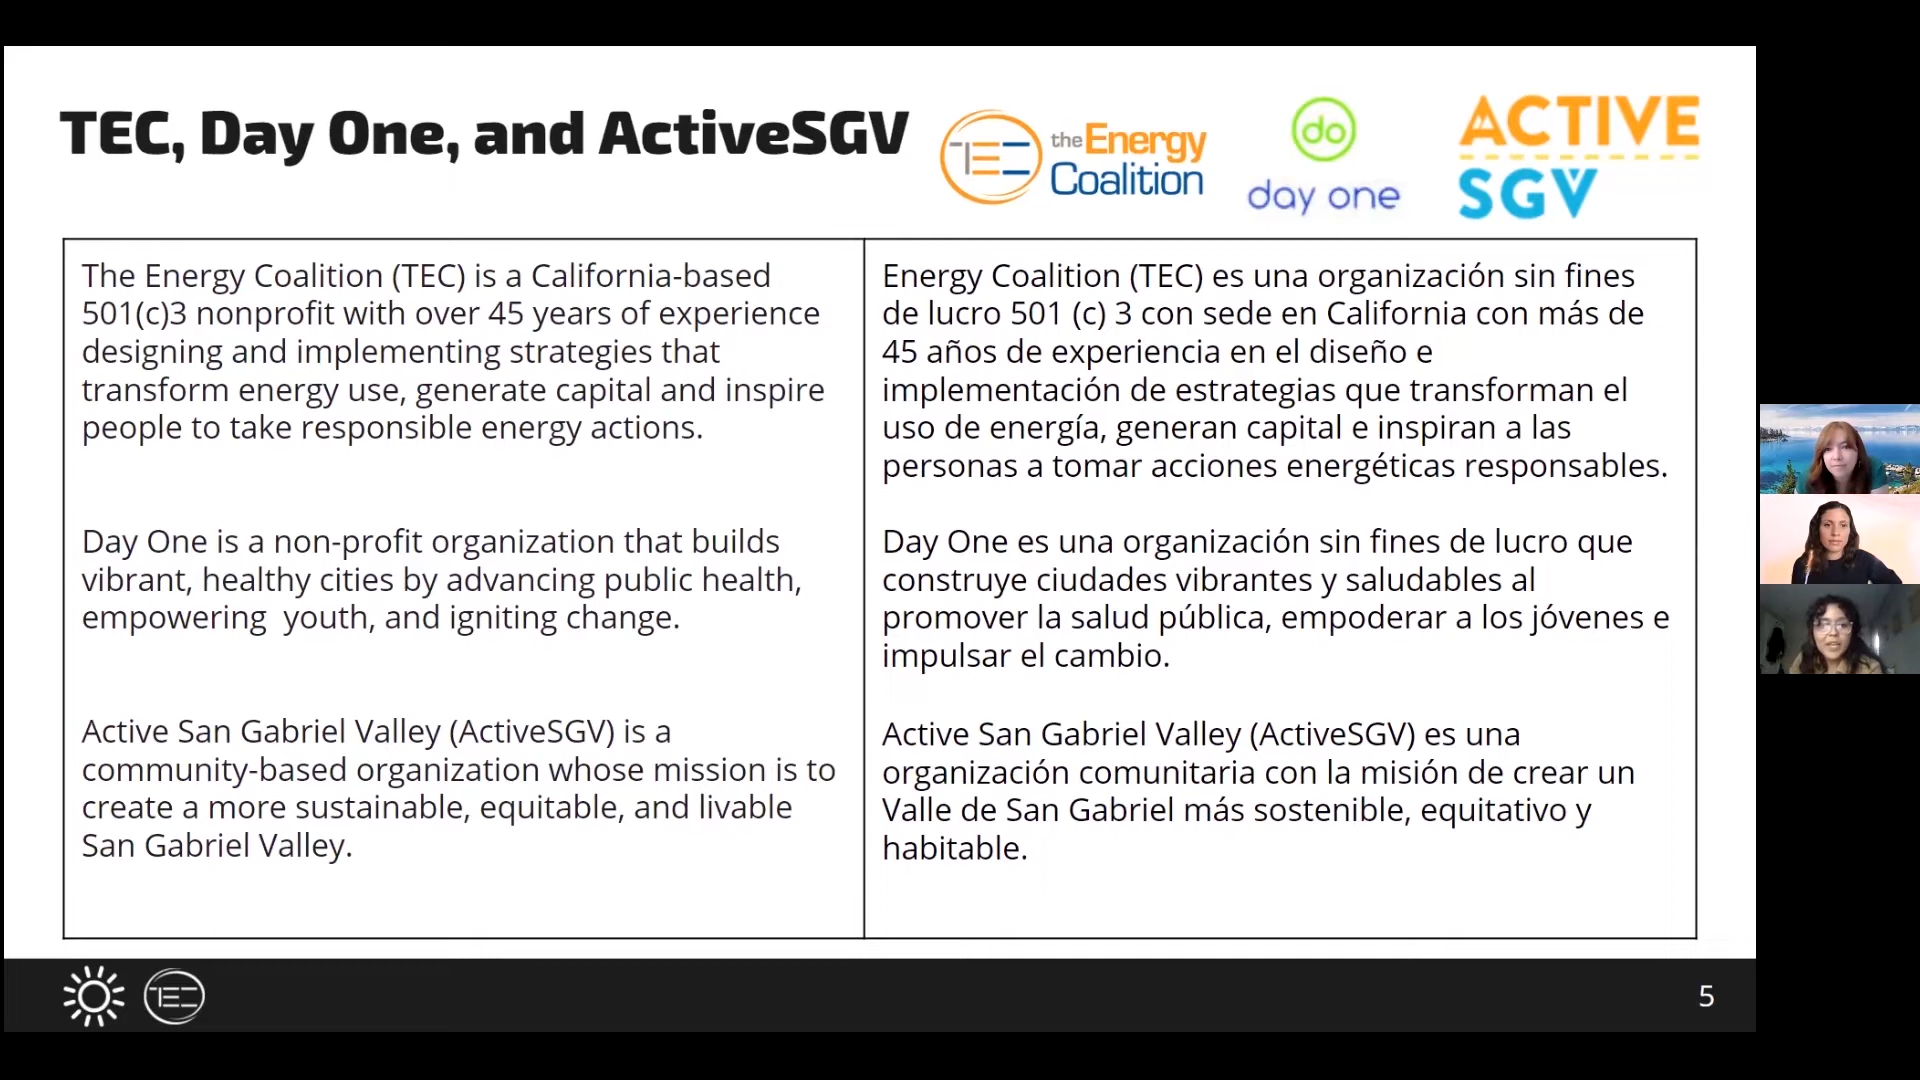 TEC, Day One, and ActiveSGV
TEC
the Energy
Coalition
do
day one
ACTIVE
SGV
The Energy Coalition (TEC) is a California-based
501(c)3 nonprofit with over 45 years of experience
designing and implementing strategies that
transform energy use, generate capital and inspire
people to take responsible energy actions.
Day One is a non-profit organization that builds
vibrant, healthy cities by advancing public health,
empowering  youth, and igniting change.
Active San Gabriel Valley (ActiveSGV) is a
community-based organization whose mission is to
create a more sustainable, equitable, and livable
San Gabriel Valley.
Energy Coalition (TEC) es una organización sin fines
de lucro 501 (c) 3 con sede en California con más de
45 años de experiencia en el diseño e
implementación de estrategias que transforman el
uso de energía, generan capital e inspiran a las
personas a tomar acciones energéticas responsables.
Day One es una organización sin fines de lucro que
construye ciudades vibrantes y saludables al
promover la salud pública, empoderar a los jóvenes e
impulsar el cambio.
Active San Gabriel Valley (ActiveSGV) es una
organización comunitaria con la misión de crear un
Valle de San Gabriel más sostenible, equitativo y
habitable.
TEC
5